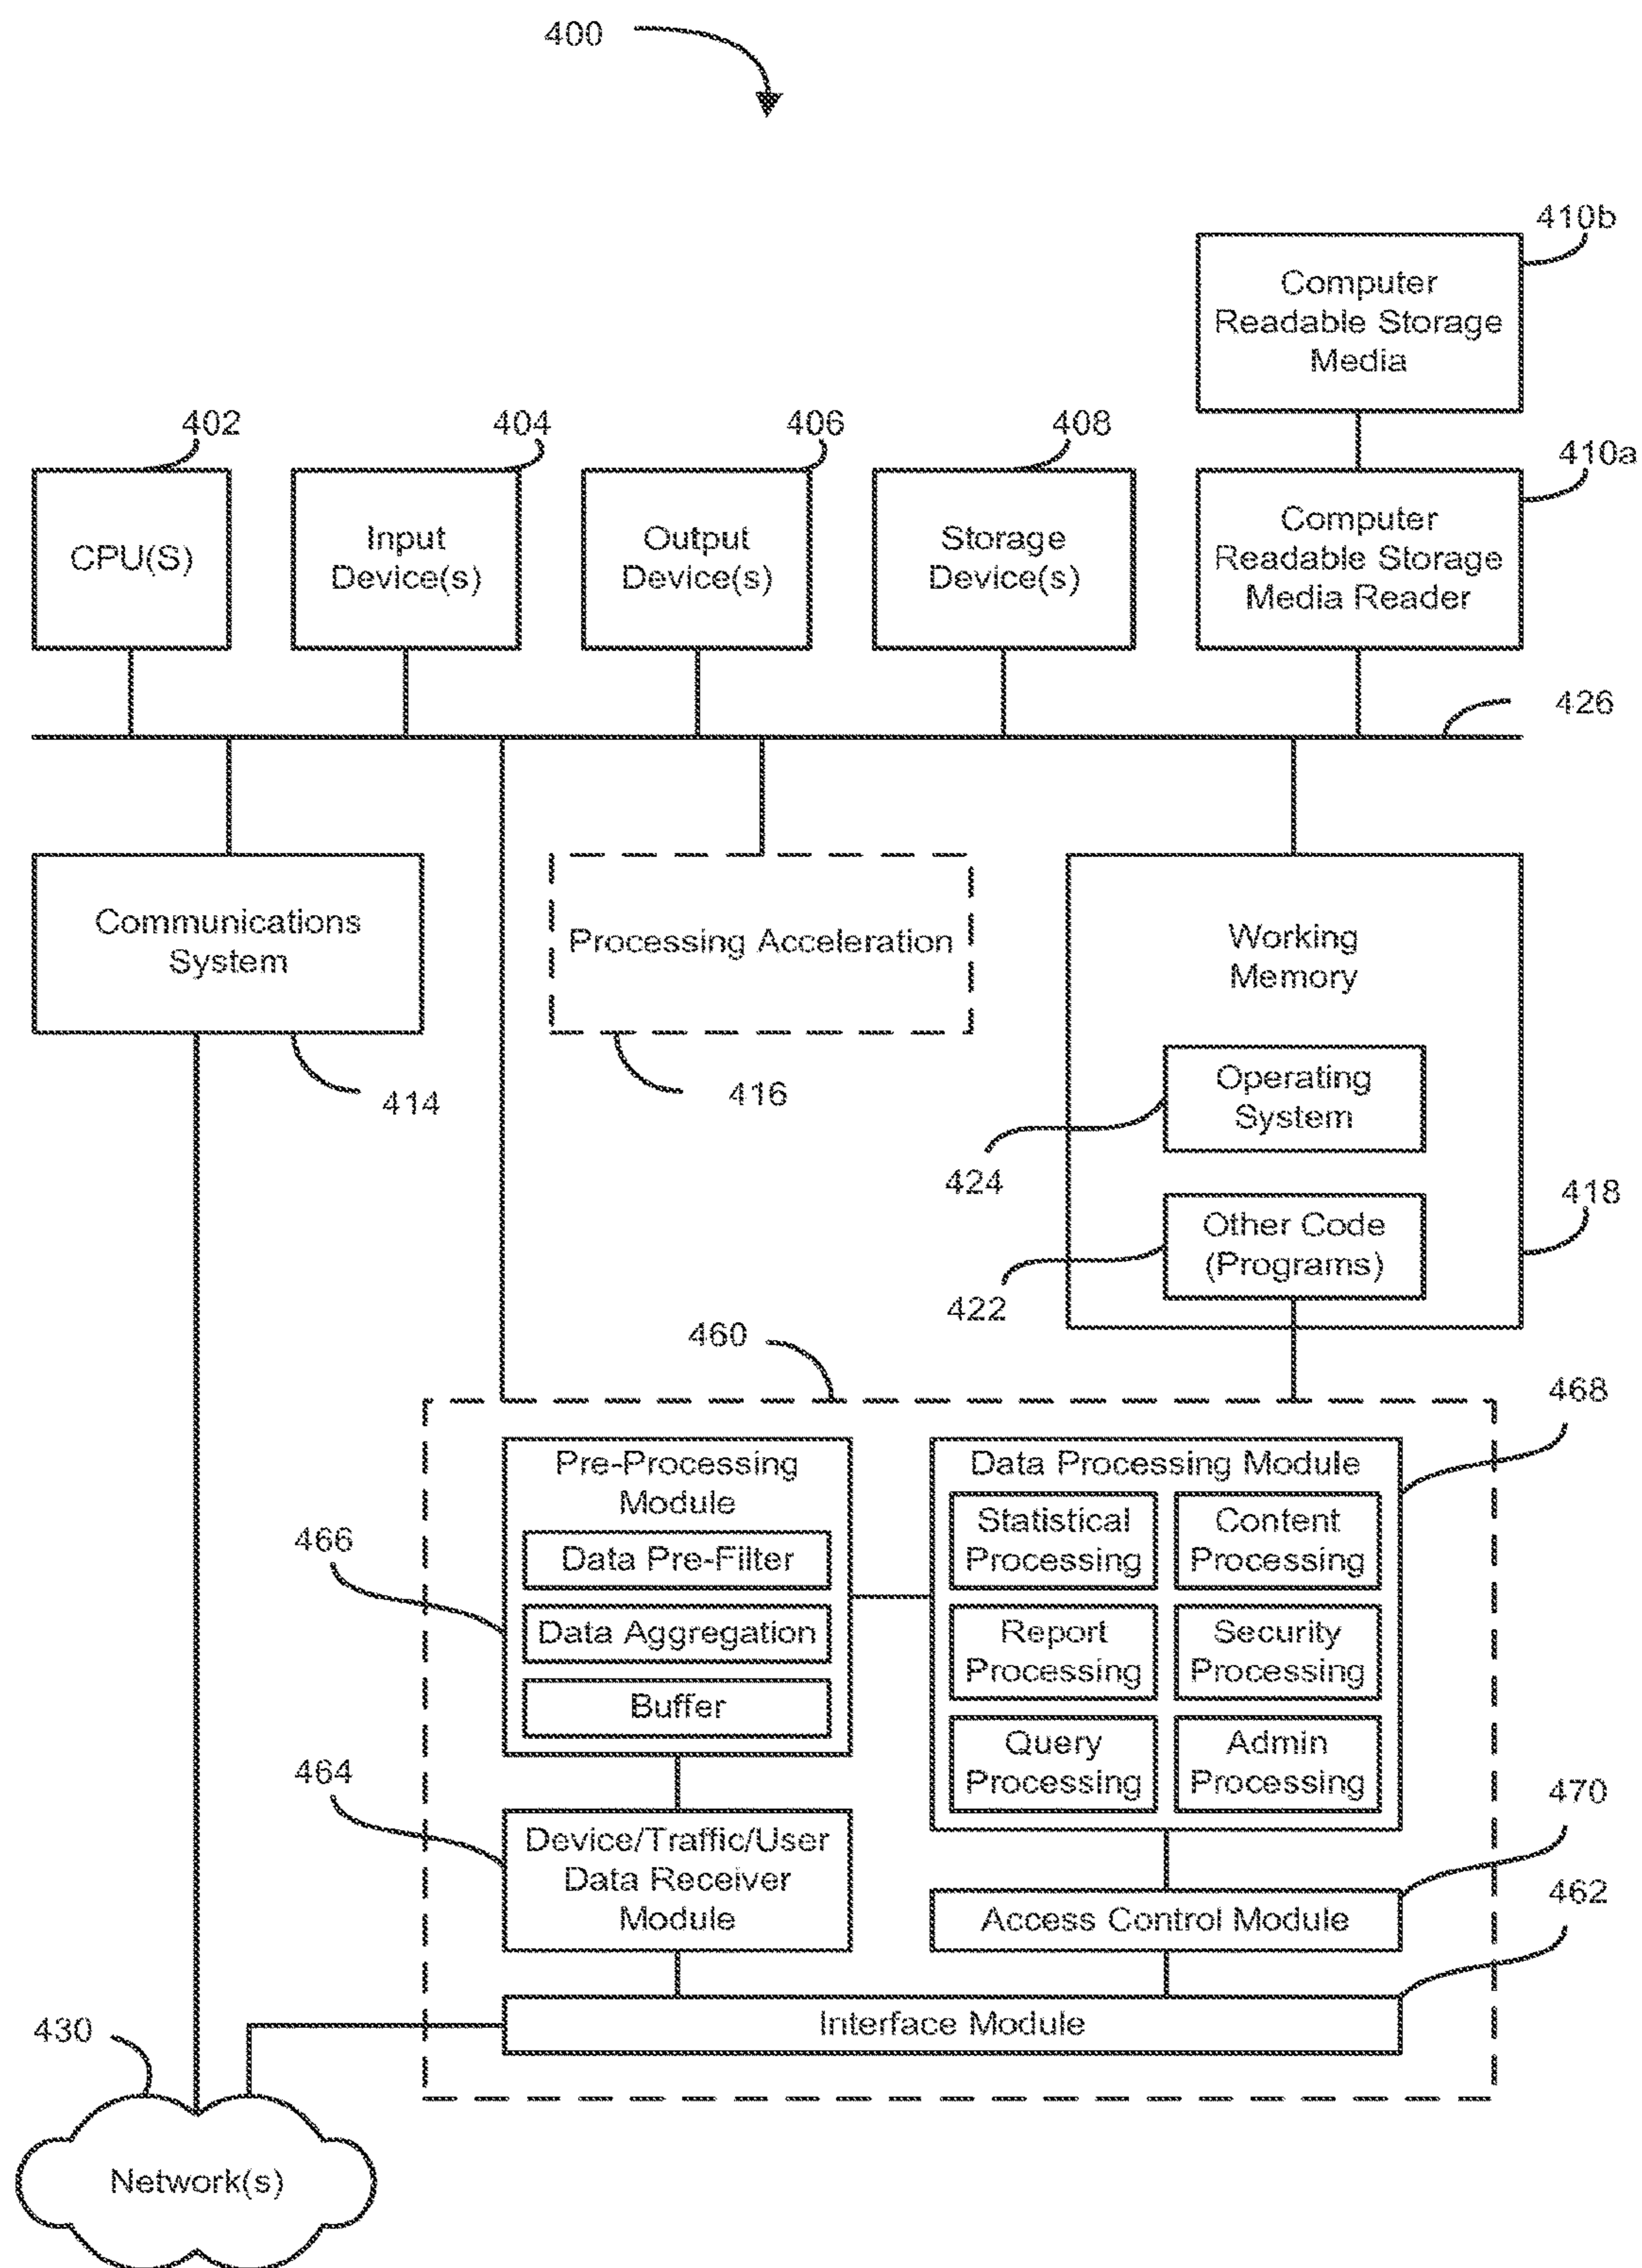 400
410b
Computer
Readable Storage
Media
402
404
406
408
410a
CPU(S)
Input
Device(s)
Output
Device(s)
Storage
Device(s)
Computer
Readable Storage
Media Reader
426
Communications
System
Processing Acceleration
Working
Memory
414
416
Operating
System
424
418
Other Code
(Programs)
422
460
468
Pre-Processing
Module
466
Data Pre-Filter
Data Aggregation
Buffer
Data Processing Module
Statistical
Processing
Content
Processing
Report
Processing
Security
Processing
Query
Processing
Admin
Processing
464
Device/Traffic/User
Data Receiver
Module
470
Access Control Module
462
Interface Module
430
Network(s)